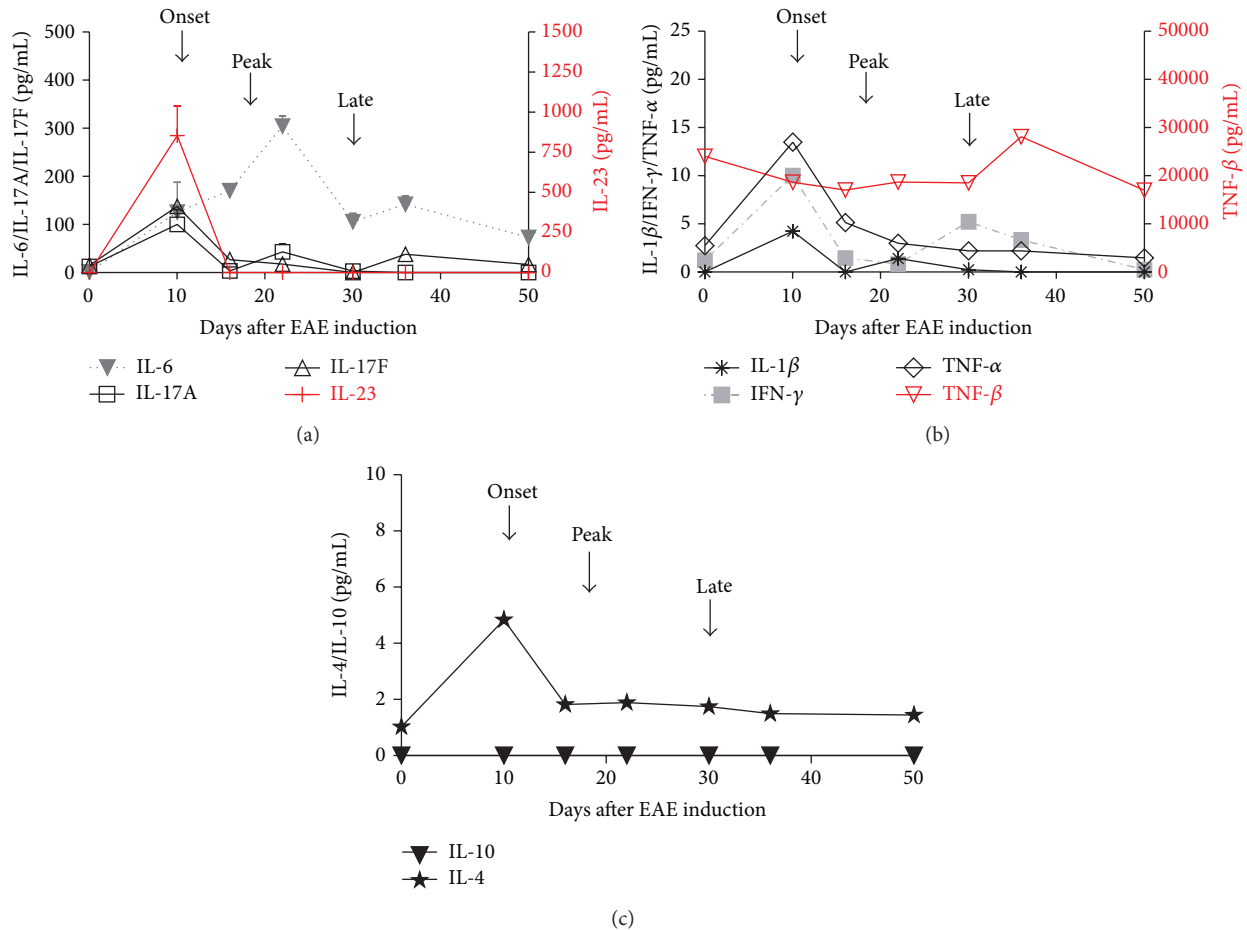 Onset
Peak
Late
500
400
300
200
100
0
IL-6/IL-17A/IL-17F (pg/mL)
1500
1250
1000
750
500
250
0
IL-23 (pg/mL)
0 10 20 30 40 50
Days after EAE induction
IL-6 IL-17F
IL-17A IL-23
(a)
Onset
Peak
Late
25
20
15
10
5
0
IL-1β/IFN-γ/TNF-α (pg/mL)
50000
40000
30000
20000
10000
0
TNF-β (pg/mL)
0 10 20 30 40 50
Days after EAE induction
IL-1β TNF-α
IFN-γ TNF-β
(b)
Onset
Peak
Late
10
8
6
4
2
0
IL-4/IL-10 (pg/mL)
0 10 20 30 40 50
Days after EAE induction
IL-10
IL-4
(c)